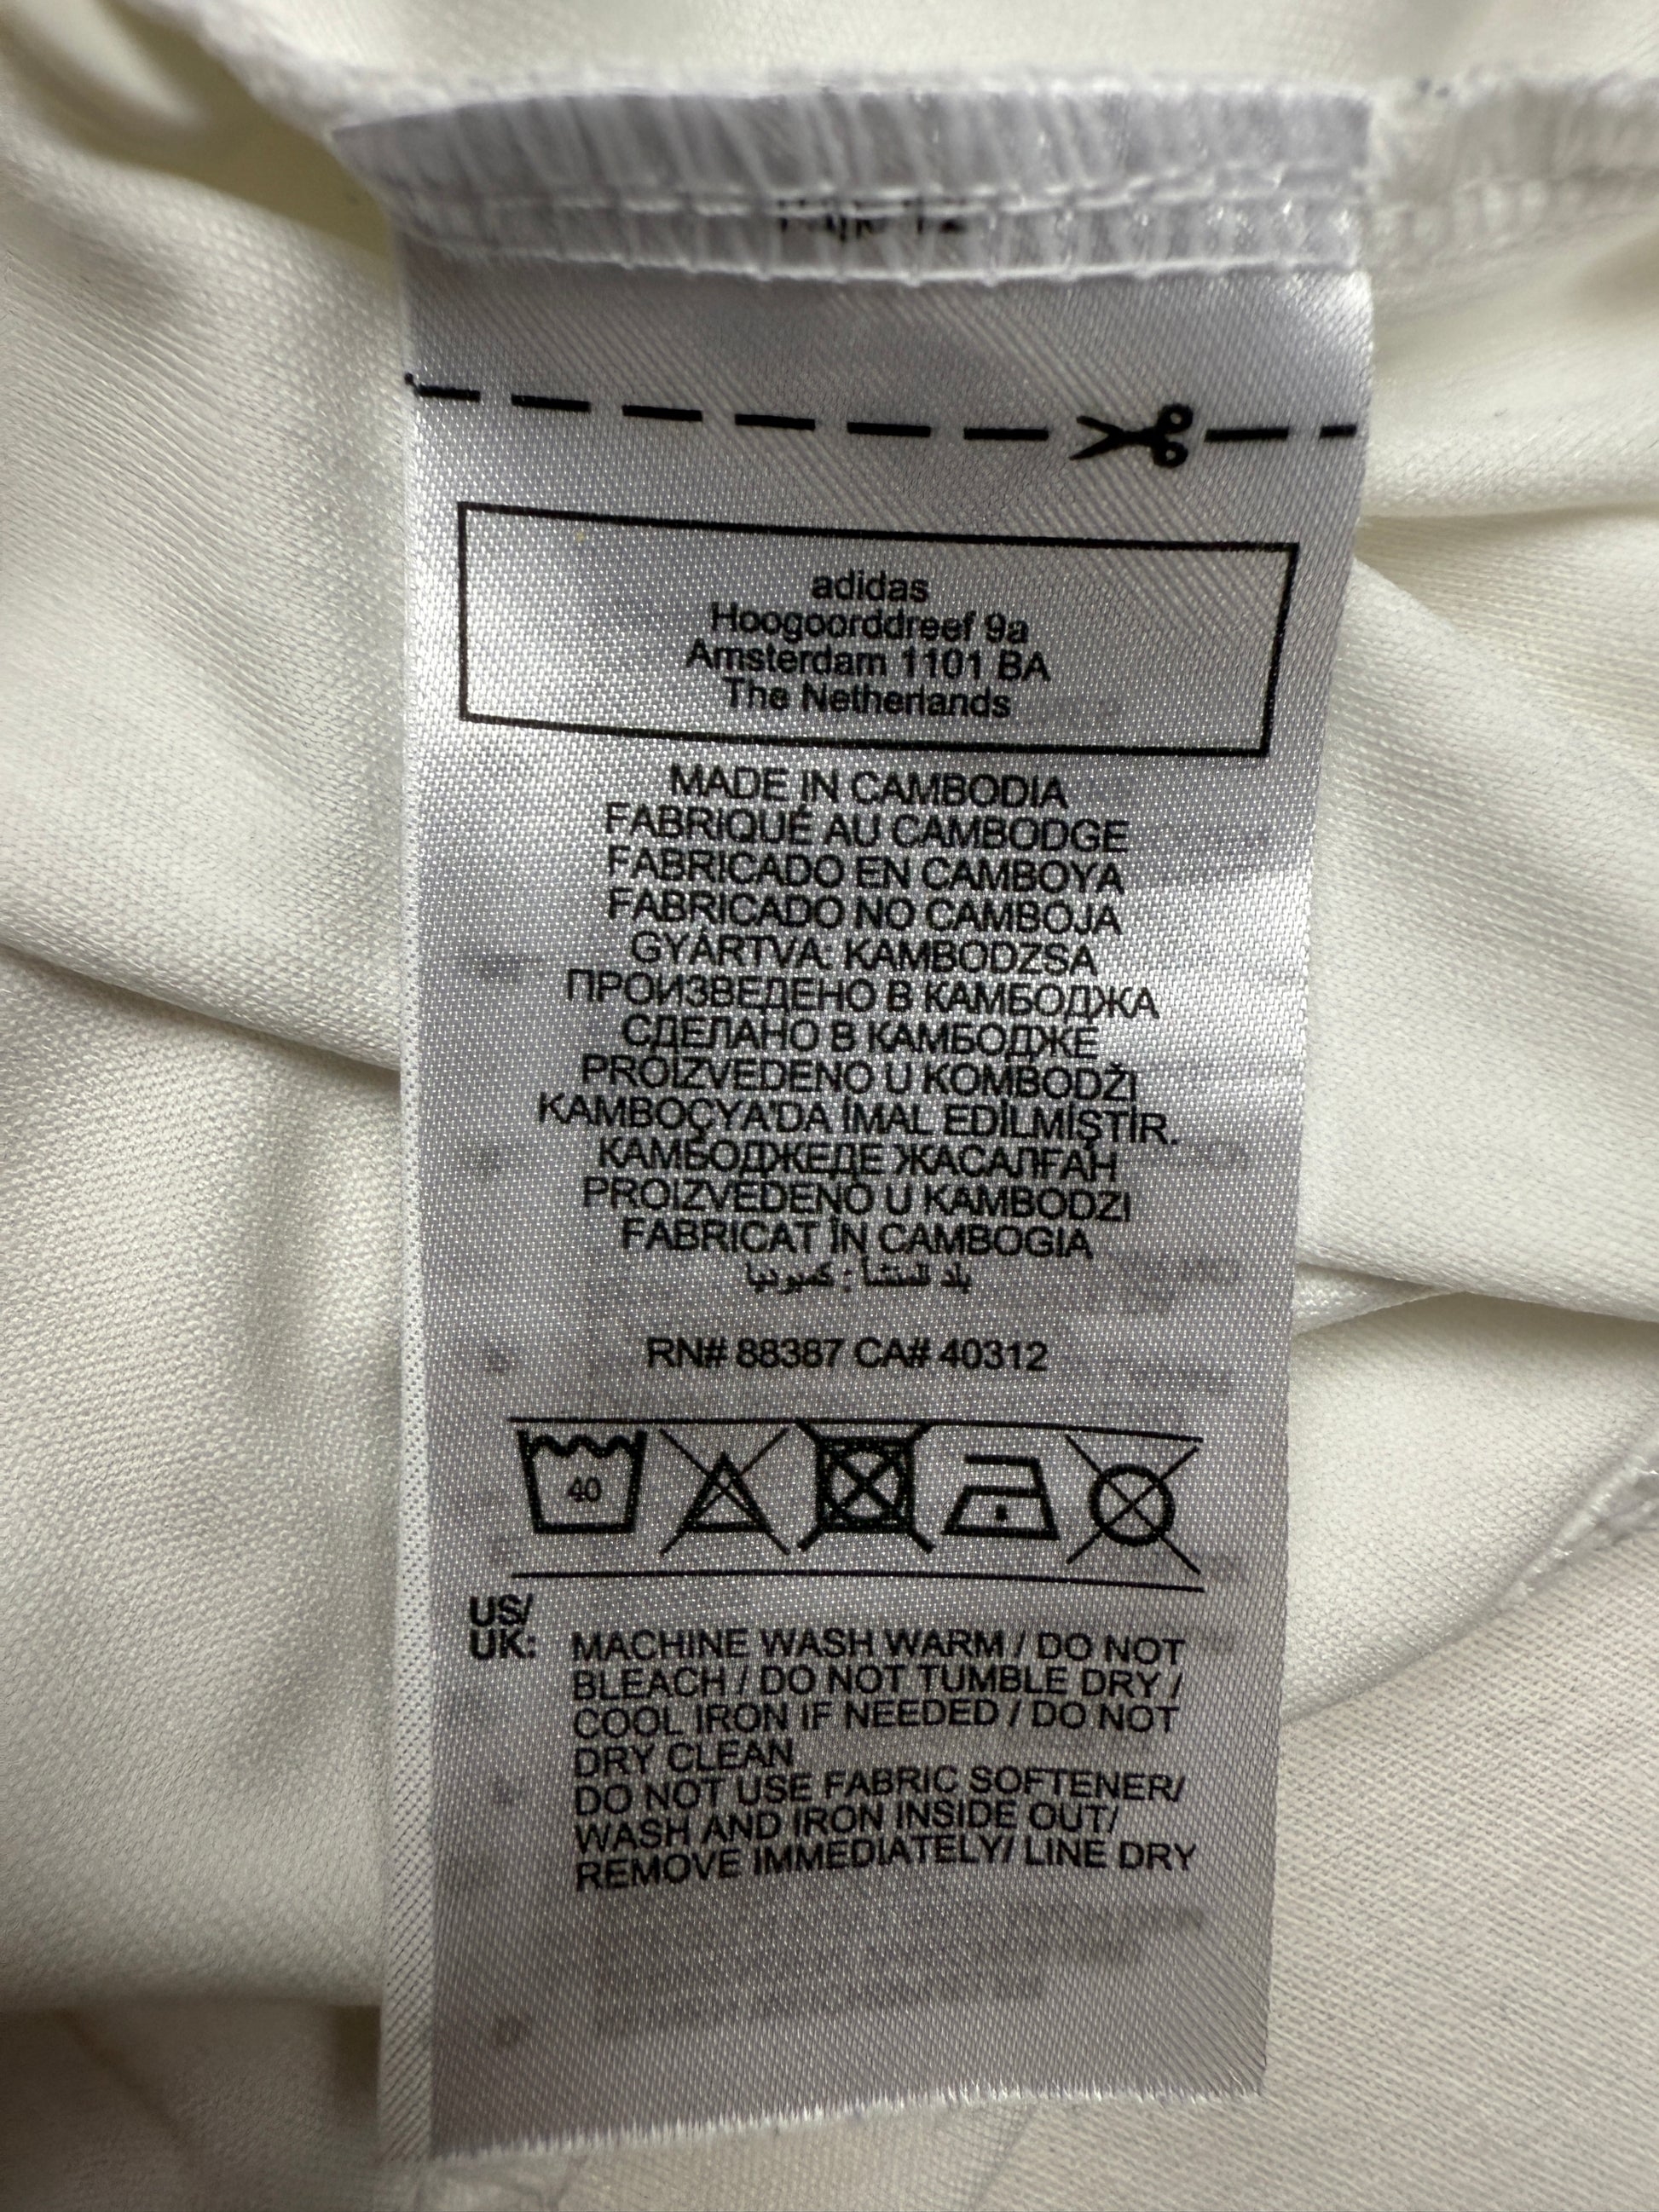 adidas
Hoogoorddreef 9a
Amsterdam 1101 BA
The Netherlands
MADE IN CAMBODIA
FABRIQUÉ AU CAMBODGE
FABRICADO EN CAMBOYA
FABRICADO NO CAMBOJA
GYÁRTVA: KAMBODZSA
ПРОИЗВЕДЕНО В КАМБОДЖА
СДЕЛАНО В КАМБОДЖЕ
PROIZVEDENO U KOMBODŽI
KAMBOÇYA'DA İMAL EDİLMİŞTİR.
КАМБОДЖЕДЕ ЖАСАЛҒАН
PROIZVEDENO U KAMBODZI
FABRICAT ÎN CAMBOGIA
بلد المنشأ : كمبوديا
RN# 88387 CA# 40312
40
US/
UK:
MACHINE WASH WARM / DO NOT
BLEACH / DO NOT TUMBLE DRY /
COOL IRON IF NEEDED / DO NOT
DRY CLEAN
DO NOT USE FABRIC SOFTENER/
WASH AND IRON INSIDE OUT/
REMOVE IMMEDIATELY/ LINE DRY